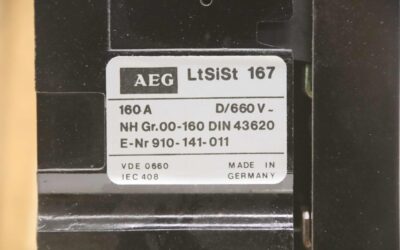 AEG LtSiSt 167
160 A D/660 V~
NH Gr.00-160 DIN 43620
E-Nr 910-141-011
VDE 0660 MADE IN
IEC 408 GERMANY